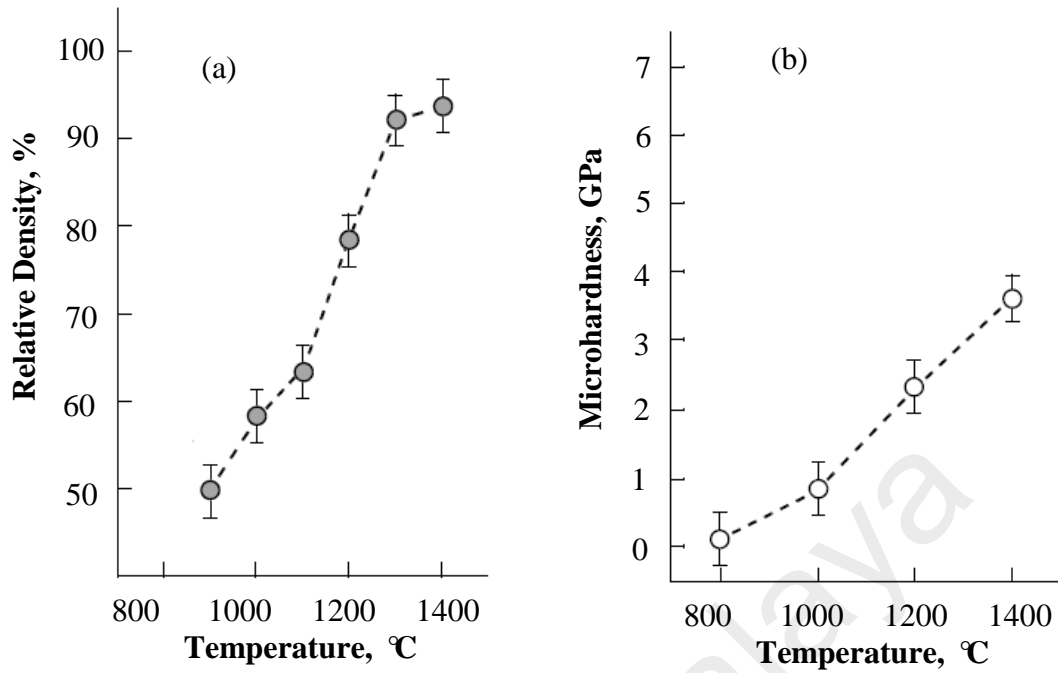 (a)
100
90
80
70
60
50
Relative Density, %
800 1000 1200 1400
Temperature, °C
(b)
7
6
5
4
3
2
1
0
Microhardness, GPa
800 1000 1200 1400
Temperature, °C
alaya